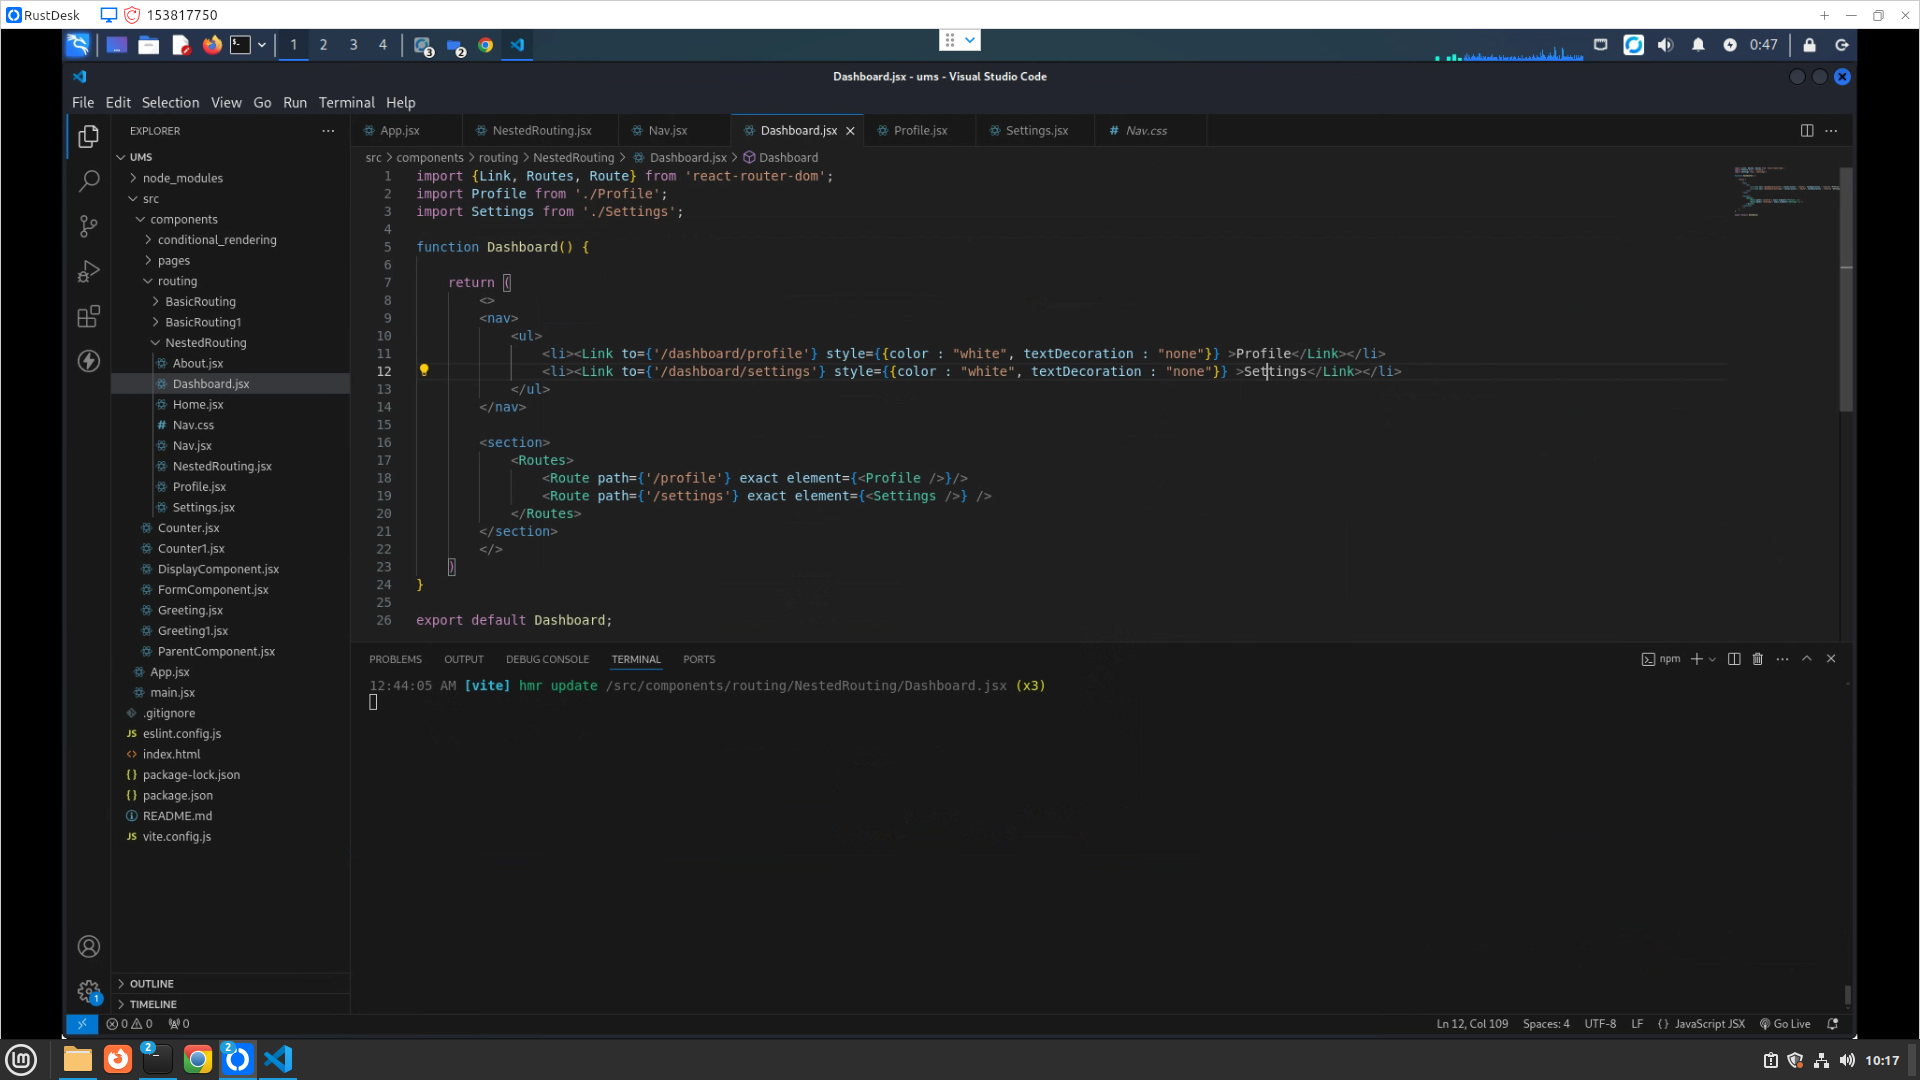 RustDesk 153817750
1 2 3 4 3 2 0:47
Dashboard.jsx - ums - Visual Studio Code
File Edit Selection View Go Run Terminal Help
EXPLORER
UMS
node_modules
src
components
conditional_rendering
pages
routing
BasicRouting
BasicRouting1
NestedRouting
About.jsx
Dashboard.jsx
Home.jsx
# Nav.css
Nav.jsx
NestedRouting.jsx
Profile.jsx
Settings.jsx
Counter.jsx
Counter1.jsx
DisplayComponent.jsx
FormComponent.jsx
Greeting.jsx
Greeting1.jsx
ParentComponent.jsx
App.jsx
main.jsx
.gitignore
JS eslint.config.js
<> index.html
{} package-lock.json
{} package.json
README.md
JS vite.config.js
OUTLINE
TIMELINE
App.jsx NestedRouting.jsx Nav.jsx Dashboard.jsx Profile.jsx Settings.jsx # Nav.css
src > components > routing > NestedRouting > Dashboard.jsx > Dashboard
1 import {Link, Routes, Route} from 'react-router-dom';
2 import Profile from './Profile';
3 import Settings from './Settings';
4
5 function Dashboard() {
6
7 return (
8 <>
9 <nav>
10 <ul>
11 <li><Link to={'/dashboard/profile'} style={{color : "white", textDecoration : "none"}} >Profile</Link></li>
12 <li><Link to={'/dashboard/settings'} style={{color : "white", textDecoration : "none"}} >Settings</Link></li>
13 </ul>
14 </nav>
15
16 <section>
17 <Routes>
18 <Route path={'/profile'} exact element={<Profile />}/>
19 <Route path={'/settings'} exact element={<Settings />} />
20 </Routes>
21 </section>
22 </>
23 )
24 }
25
26 export default Dashboard;
PROBLEMS OUTPUT DEBUG CONSOLE TERMINAL PORTS npm
12:44:05 AM [vite] hmr update /src/components/routing/NestedRouting/Dashboard.jsx (x3)
1
0 0 0 Ln 12, Col 109 Spaces: 4 UTF-8 LF {} JavaScript JSX Go Live
2 2 10:17